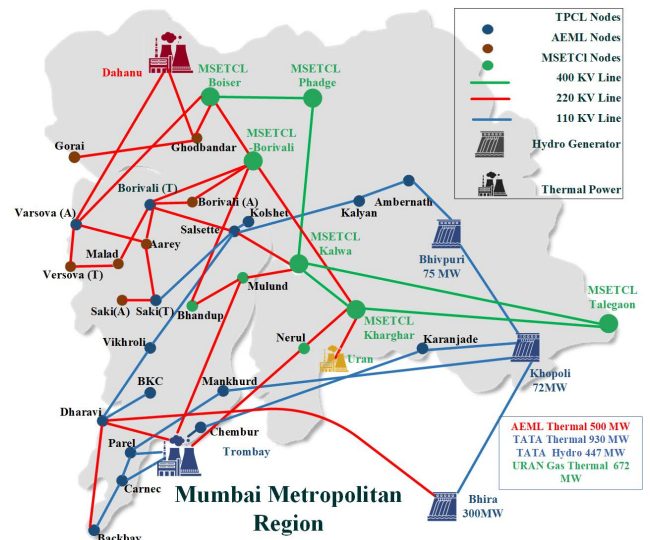 TPCL Nodes
AEML Nodes
MSETCl Nodes
400 KV Line
220 KV Line
110 KV Line
Hydro Generator
Thermal Power
Dahanu
MSETCL
Boiser
MSETCL
Phadge
Gorai
Ghodbandar
MSETCL
-Borivali
Borivali (T)
Borivali (A)
Kolshet
Ambernath
Kalyan
Varsova (A)
Salsette
Aarey
Malad
Versova (T)
Bhivpuri
75 MW
MSETCL
Kalwa
Mulund
MSETCL
Talegaon
Saki(A)
Saki(T)
Bhandup
MSETCL
Kharghar
Vikhroli
Nerul
Uran
Karanjade
Khopoli
72MW
BKC
Mankhurd
Dharavi
Chembur
Parel
Trombay
Carnec
Backbay
AEML Thermal 500 MW
TATA Thermal 930 MW
TATA Hydro 447 MW
URAN Gas Thermal 672
MW
Mumbai Metropolitan
Region
Bhira
300MW